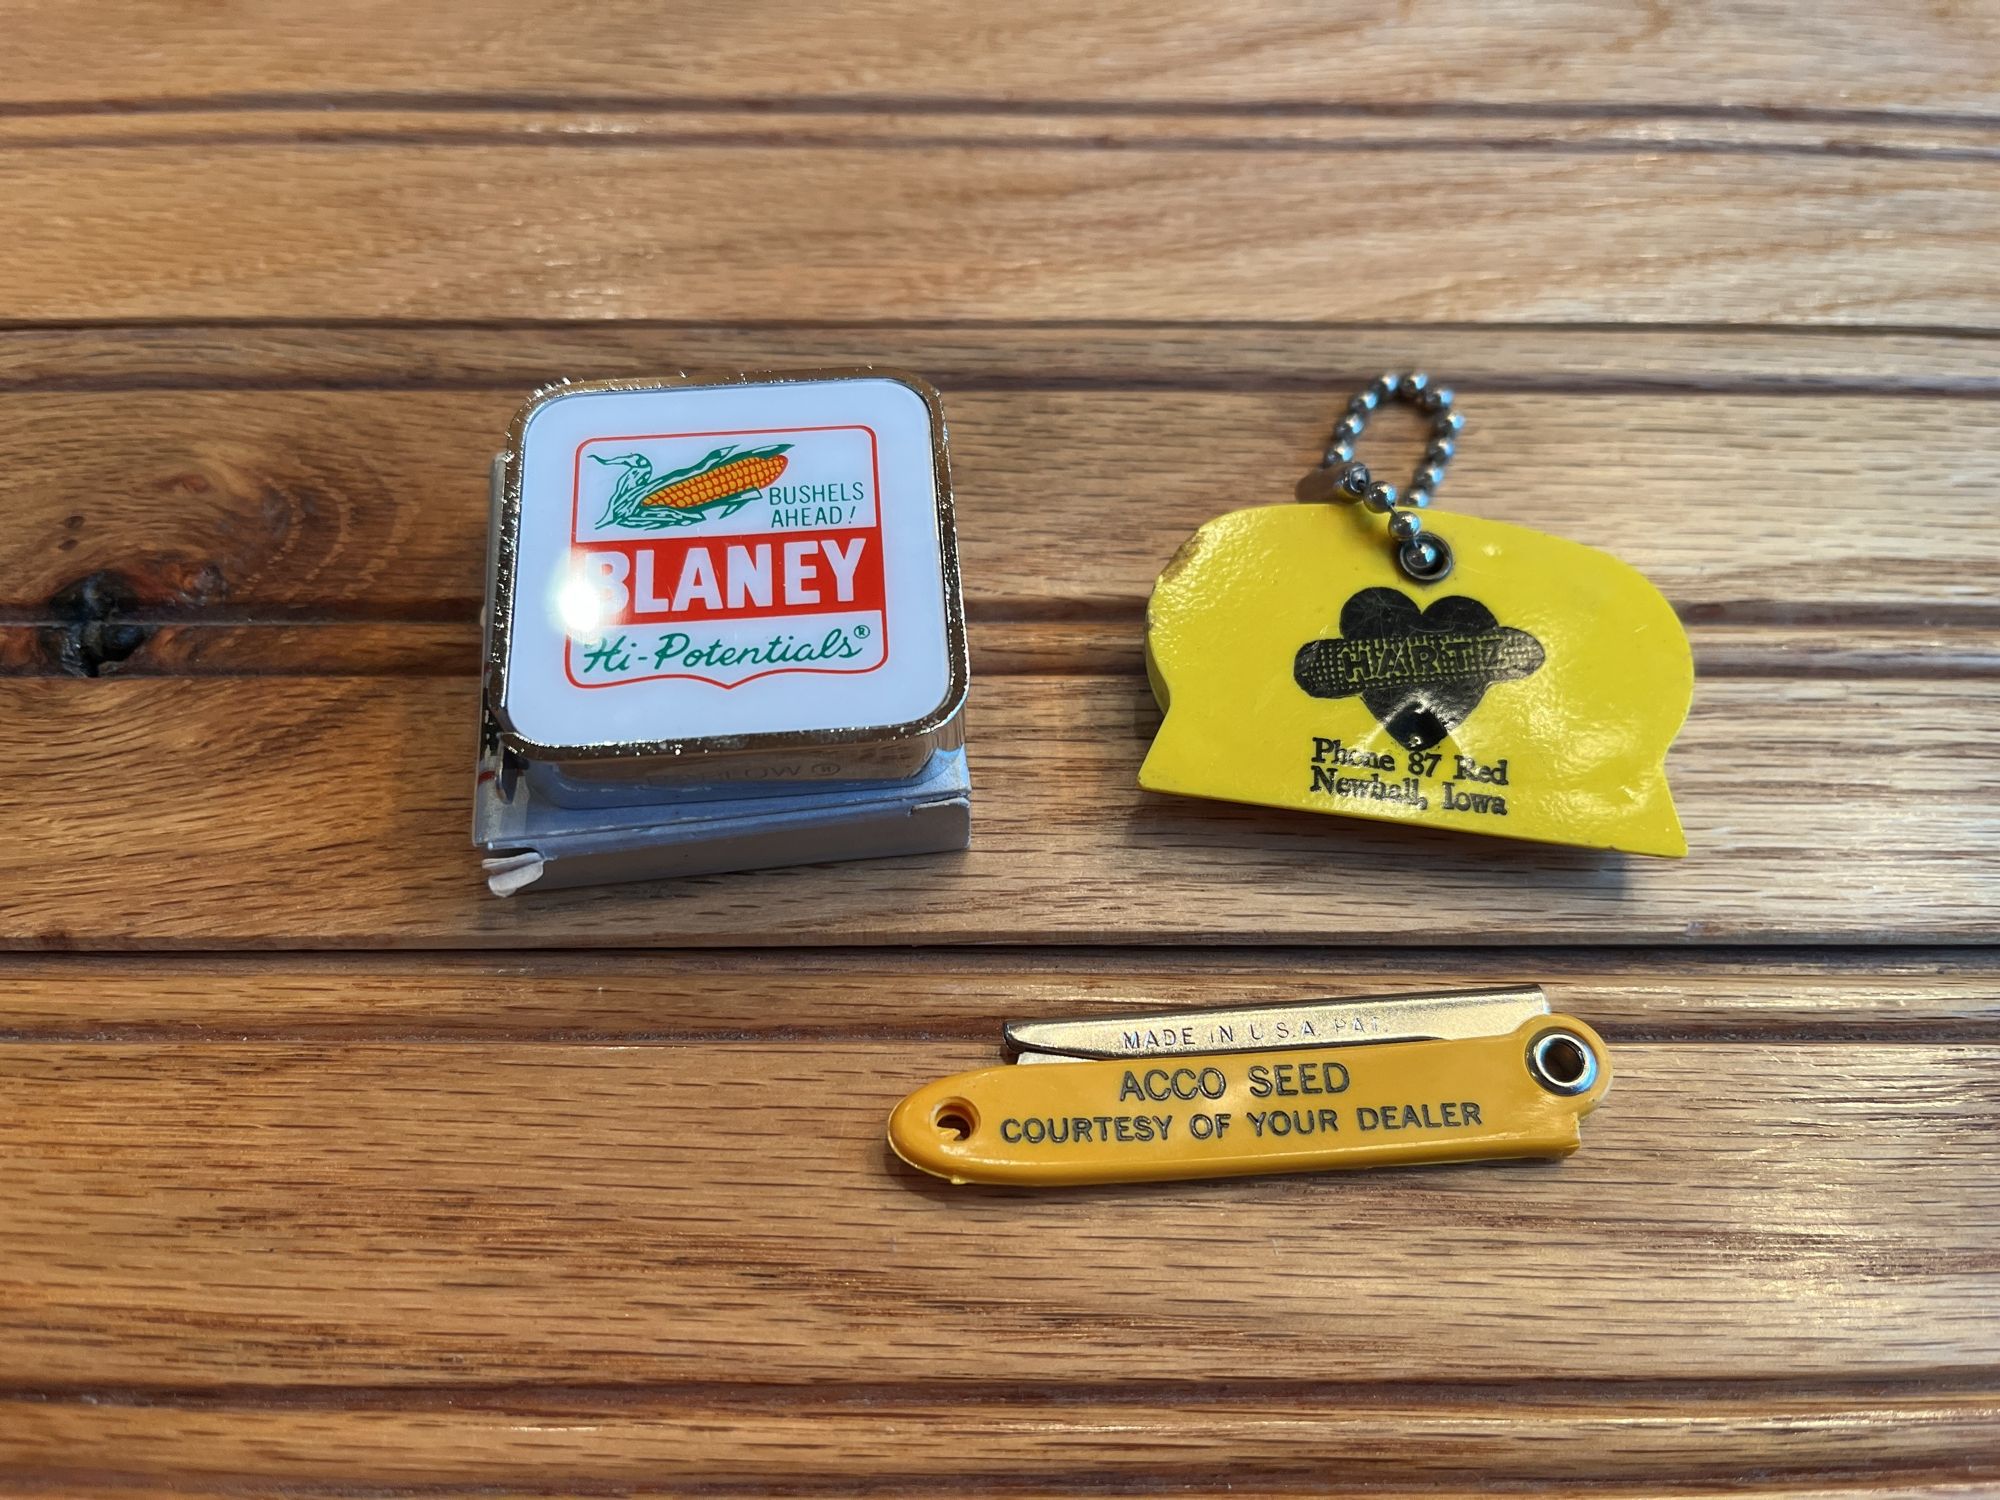 BUSHELS
AHEAD!
BLANEY
Hi-Potentials®
HARTZ
Phone 87 Red
Newhall, Iowa
MADE IN U.S.A. PAT.
ACCO SEED
COURTESY OF YOUR DEALER